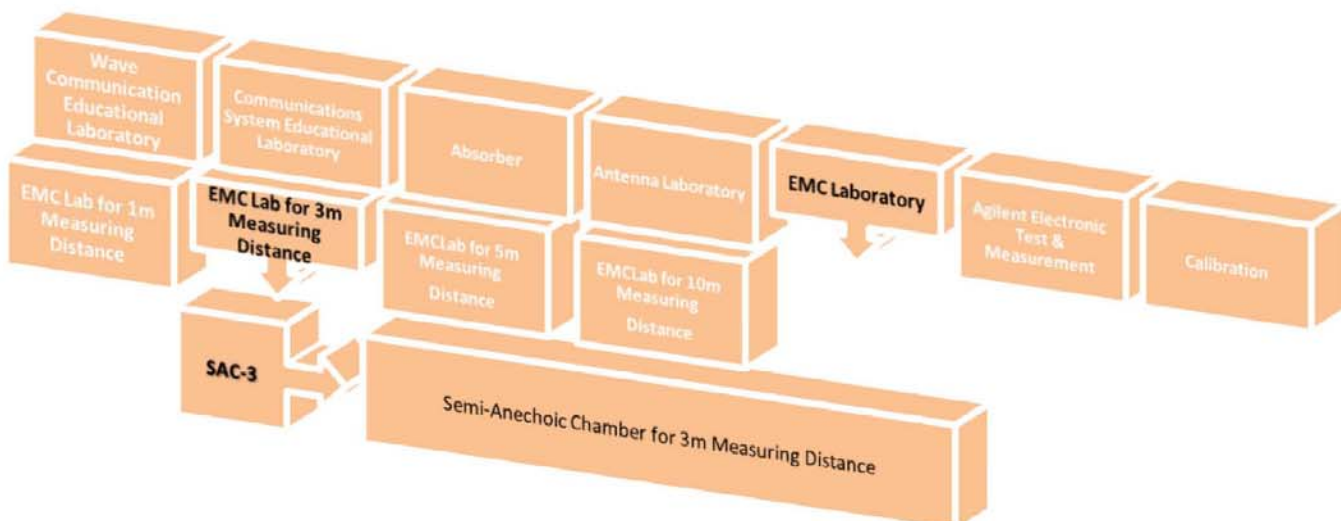 Wave
Communication
Educational
Laboratory
Communications
System Educational
Laboratory
Absorber
Antenna Laboratory
EMC Laboratory
Agilent Electronic
Test &
Measurement
Calibration
EMC Lab for 1m
Measuring
Distance
EMC Lab for 3m
Measuring
Distance
EMCLab for 5m
Measuring
Distance
EMCLab for 10m
Measuring
Distance
SAC-3
Semi-Anechoic Chamber for 3m Measuring Distance